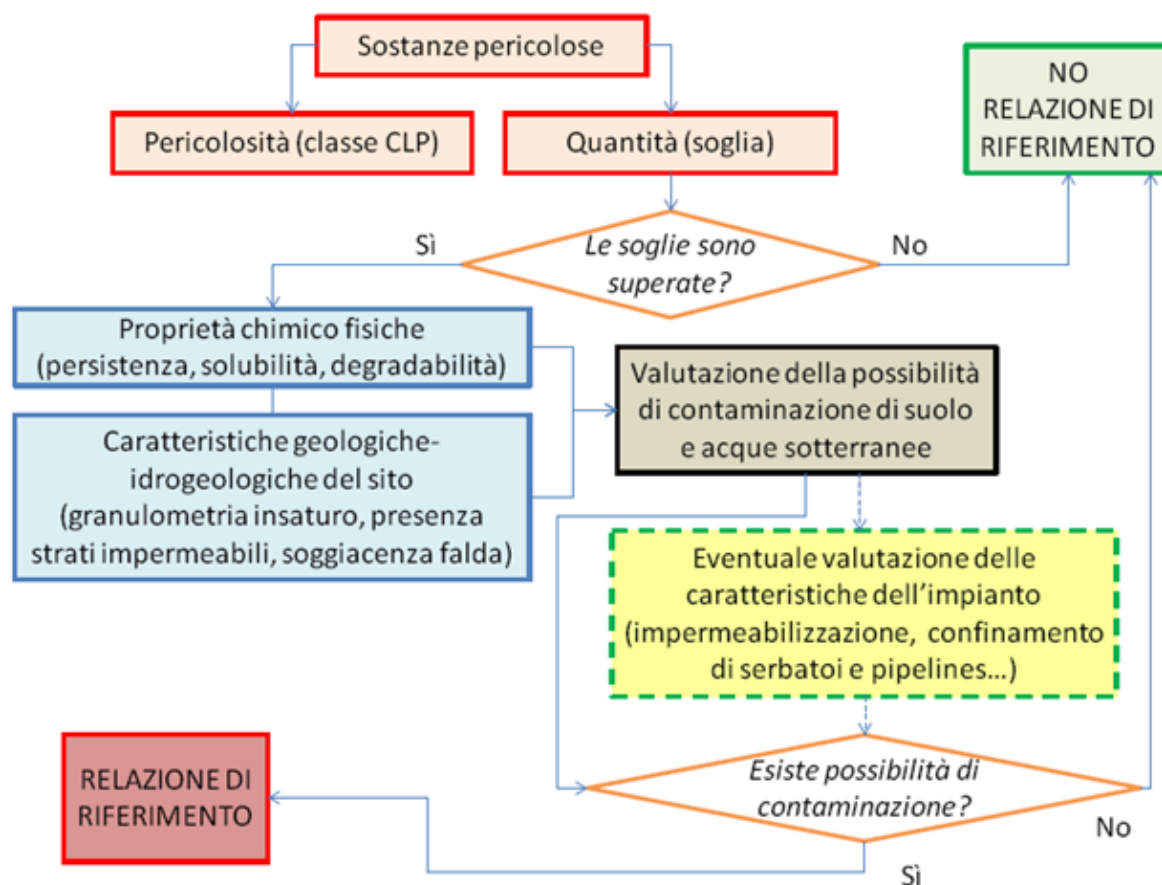 Sostanze pericolose
NO
RELAZIONE DI
RIFERIMENTO
Pericolosità (classe CLP)
Quantità (soglia)
Sì
Le soglie sono
superate?
No
Proprietà chimico fisiche
(persistenza, solubilità, degradabilità)
Valutazione della possibilità
di contaminazione di suolo
e acque sotterranee
Caratteristiche geologiche-
idrogeologiche del sito
(granulometria insaturo, presenza
strati impermeabili, soggiacenza falda)
Eventuale valutazione delle
caratteristiche dell’impianto
(impermeabilizzazione, confinamento
di serbatoi e pipelines…)
RELAZIONE DI
RIFERIMENTO
Esiste possibilità di
contaminazione?
No
Sì